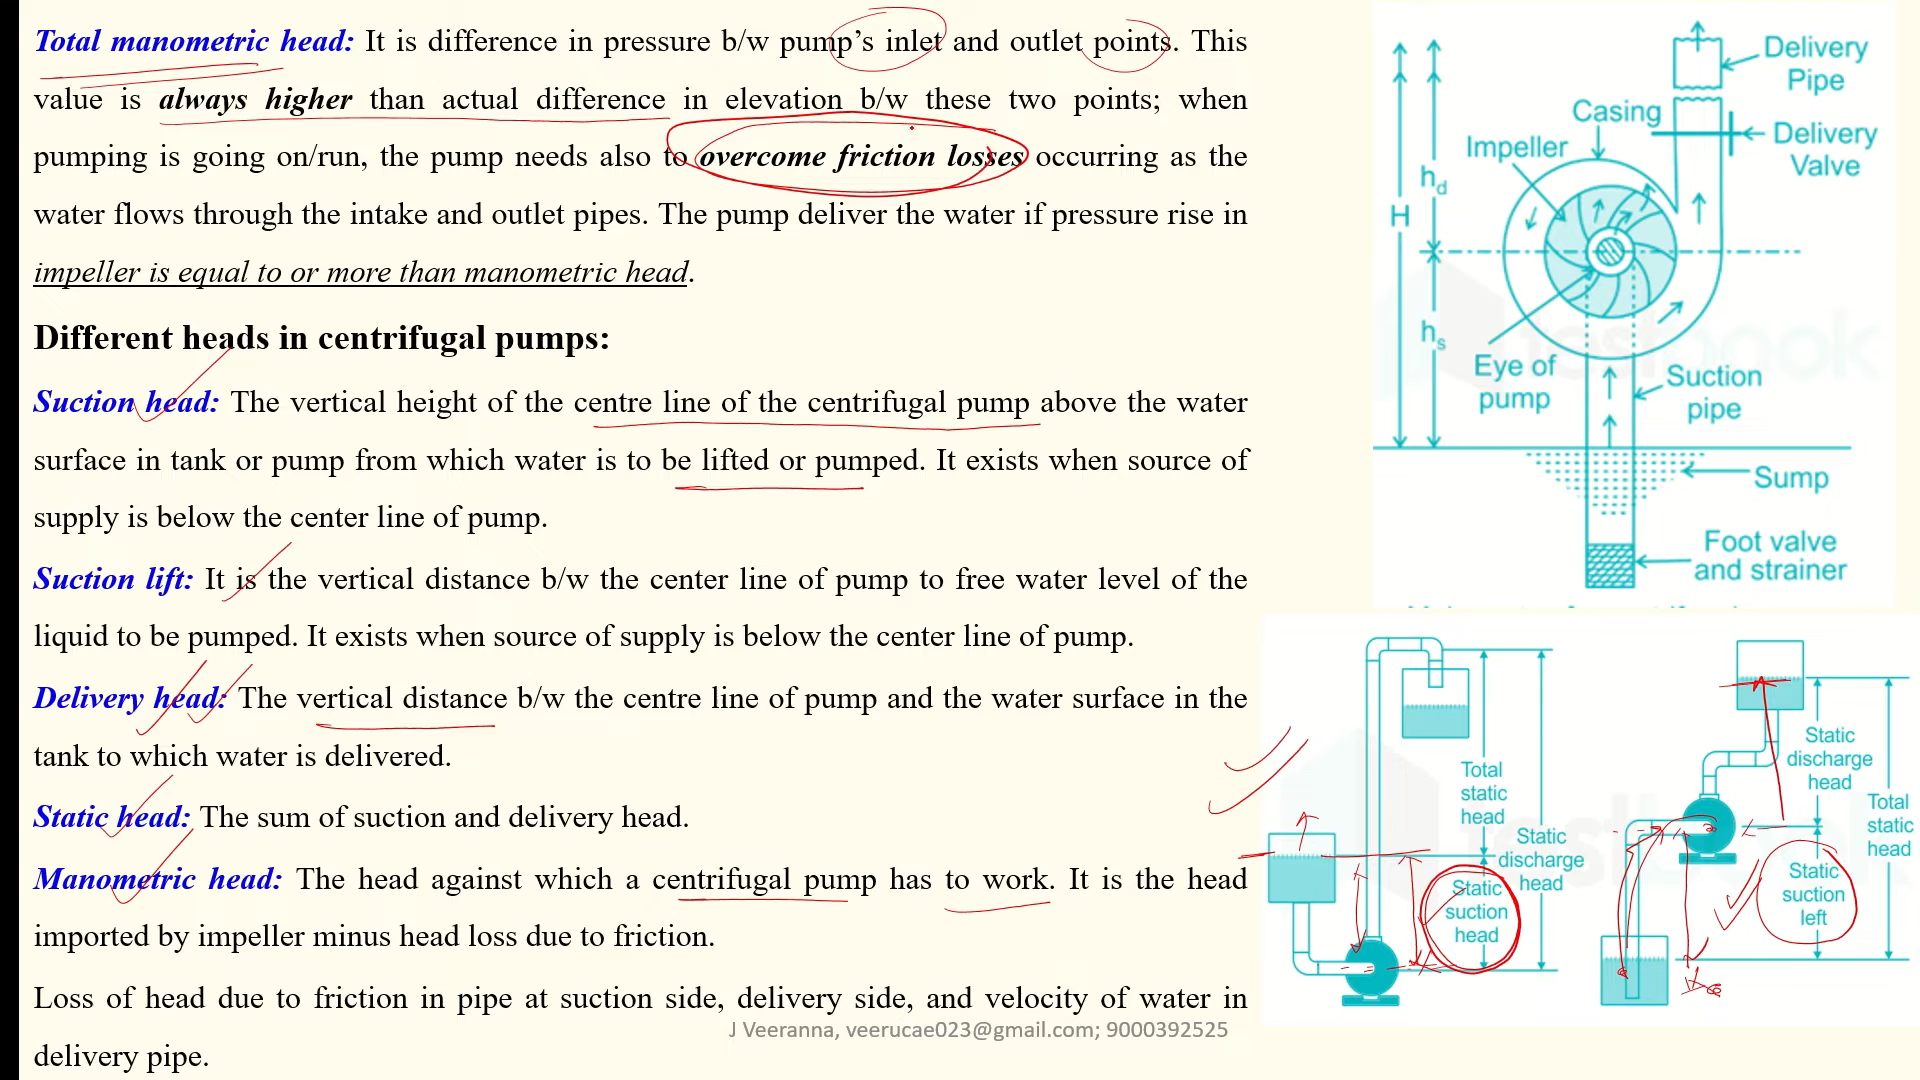 Total manometric head: It is difference in pressure b/w pump's inlet and outlet points. This
value is always higher than actual difference in elevation b/w these two points; when
pumping is going on/run, the pump needs also to overcome friction losses occurring as the
water flows through the intake and outlet pipes. The pump deliver the water if pressure rise in
impeller is equal to or more than manometric head.
Different heads in centrifugal pumps:
Suction head: The vertical height of the centre line of the centrifugal pump above the water
surface in tank or pump from which water is to be lifted or pumped. It exists when source of
supply is below the center line of pump.
Suction lift: It is the vertical distance b/w the center line of pump to free water level of the
liquid to be pumped. It exists when source of supply is below the center line of pump.
Delivery head: The vertical distance b/w the centre line of pump and the water surface in the
tank to which water is delivered.
Static head: The sum of suction and delivery head.
Manometric head: The head against which a centrifugal pump has to work. It is the head
imported by impeller minus head loss due to friction.
Loss of head due to friction in pipe at suction side, delivery side, and velocity of water in
delivery pipe.
J Veeranna, veerucae023@gmail.com; 9000392525
Delivery
Pipe
Casing
Delivery
Valve
Impeller
hd
H
hs
Eye of
pump
Suction
pipe
Sump
Foot valve
and strainer
Total
static
head
Static
discharge
head
Static
suction
head
Static
discharge
head
Total
static
head
Static
suction
left